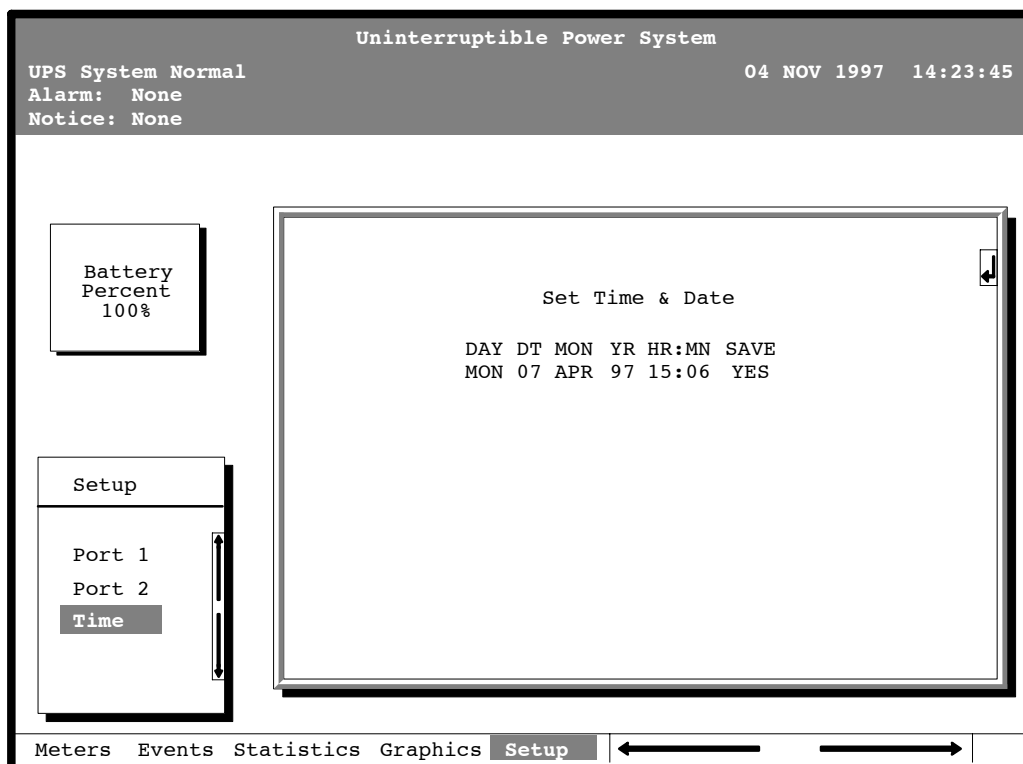 Uninterruptible Power System
UPS System Normal 04 NOV 1997 14:23:45
Alarm: None
Notice: None
Battery
Percent
100%
Set Time & Date
DAY DT MON YR HR:MN SAVE
MON 07 APR 97 15:06 YES
Setup
Port 1
Port 2
Time
Meters Events Statistics Graphics Setup